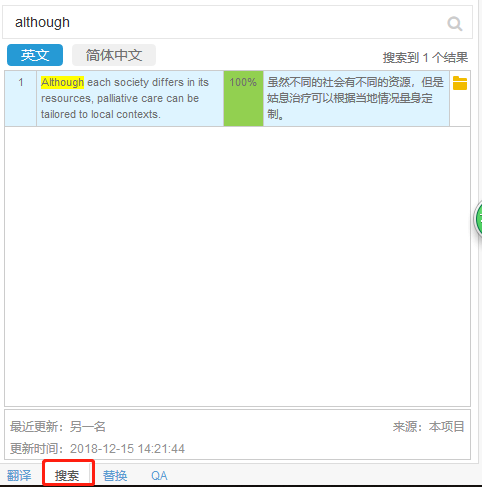 although
英文 简体中文 搜索到 1 个结果
1 Although each society differs in its 100% 虽然不同的社会有不同的资源，但是
resources, palliative care can be 姑息治疗可以根据当地情况量身定
tailored to local contexts. 制。
最近更新：另一名 来源：本项目
更新时间：2018-12-15 14:21:44
翻译 搜索 替换 QA